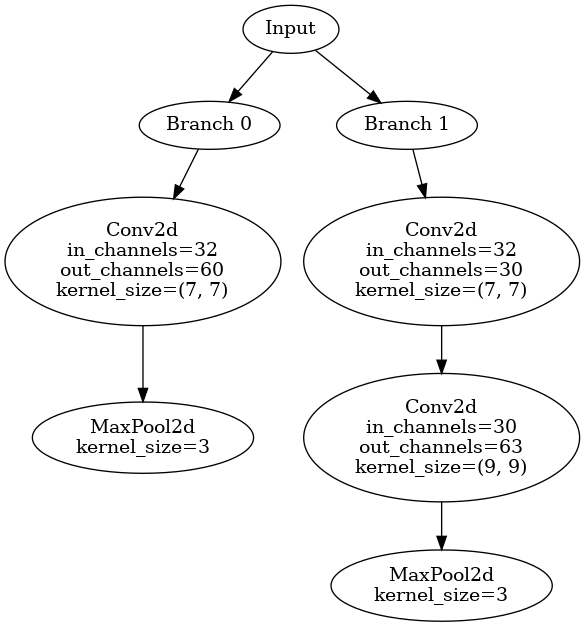 Input
Branch 0
Branch 1
Conv2d
in_channels=32
out_channels=60
kernel_size=(7, 7)
Conv2d
in_channels=32
out_channels=30
kernel_size=(7, 7)
MaxPool2d
kernel_size=3
Conv2d
in_channels=30
out_channels=63
kernel_size=(9, 9)
MaxPool2d
kernel_size=3